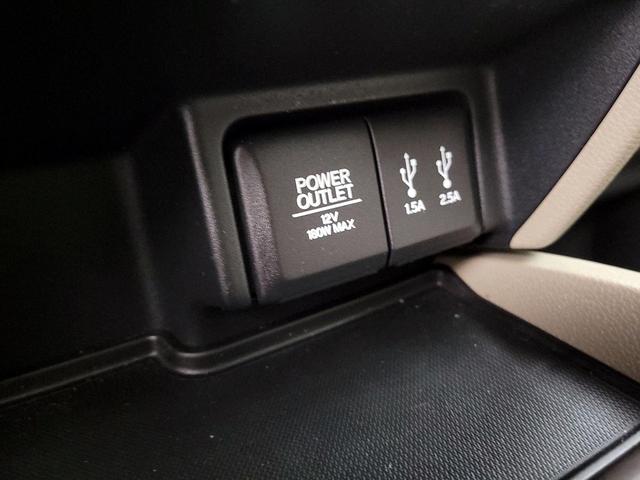 POWER
OUTLET
12V
180W MAX
1.5A 2.5A